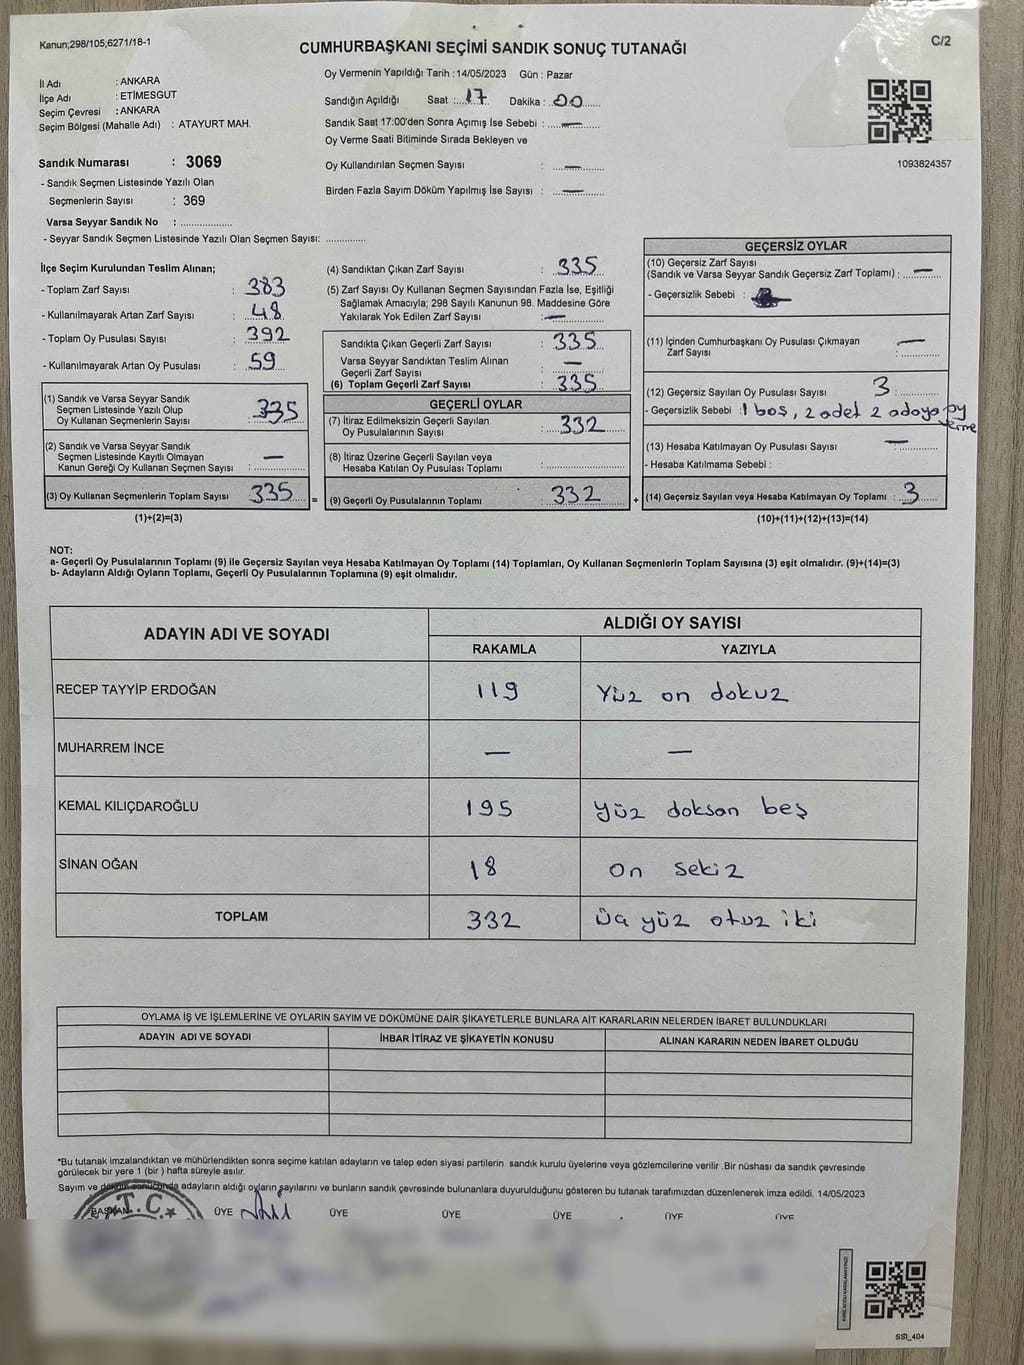 Kanun;298/105;6271/18-1
C/2
CUMHURBAŞKANI SEÇİMİ SANDIK SONUÇ TUTANAĞI
İl Adı : ANKARA
İlçe Adı : ETİMESGUT
Seçim Çevresi : ANKARA
Seçim Bölgesi (Mahalle Adı) : ATAYURT MAH.
Sandık Numarası : 3069
- Sandık Seçmen Listesinde Yazılı Olan
Seçmenlerin Sayısı : 369
Varsa Seyyar Sandık No : ..................
- Seyyar Sandık Seçmen Listesinde Yazılı Olan Seçmen Sayısı: ..............
Oy Vermenin Yapıldığı Tarih : 14/05/2023 Gün : Pazar
Sandığın Açıldığı Saat : 17 Dakika : 00
Sandık Saat 17:00'den Sonra Açımış İse Sebebi : —
Oy Verme Saati Bitiminde Sırada Bekleyen ve
Oy Kullandırılan Seçmen Sayısı : —
Birden Fazla Sayım Döküm Yapılmış İse Sayısı : —
1093824357
İlçe Seçim Kurulundan Teslim Alınan;
- Toplam Zarf Sayısı : 383
- Kullanılmayarak Artan Zarf Sayısı : 48
- Toplam Oy Pusulası Sayısı : 392
- Kullanılmayarak Artan Oy Pusulası : 59
(1) Sandık ve Varsa Seyyar Sandık
Seçmen Listesinde Yazılı Olup
Oy Kullanan Seçmenlerin Sayısı : 335
(2) Sandık ve Varsa Seyyar Sandık
Seçmen Listesinde Kayıtlı Olmayan
Kanun Gereği Oy Kullanan Seçmen Sayısı : —
(3) Oy Kullanan Seçmenlerin Toplam Sayısı : 335
(1)+(2)=(3)
(4) Sandıktan Çıkan Zarf Sayısı : 335
(5) Zarf Sayısı Oy Kullanan Seçmen Sayısından Fazla İse, Eşitliği
Sağlamak Amacıyla; 298 Sayılı Kanunun 98. Maddesine Göre
Yakılarak Yok Edilen Zarf Sayısı : —
Sandıkta Çıkan Geçerli Zarf Sayısı : 335
Varsa Seyyar Sandıktan Teslim Alınan
Geçerli Zarf Sayısı : —
(6) Toplam Geçerli Zarf Sayısı : 335
GEÇERLİ OYLAR
(7) İtiraz Edilmeksizin Geçerli Sayılan
Oy Pusulalarının Sayısı : 332
(8) İtiraz Üzerine Geçerli Sayılan veya
Hesaba Katılan Oy Pusulası Toplamı : ..................
= (9) Geçerli Oy Pusulalarının Toplamı : 332
GEÇERSİZ OYLAR
(10) Geçersiz Zarf Sayısı
(Sandık ve Varsa Seyyar Sandık Geçersiz Zarf Toplamı) : —
- Geçersizlik Sebebi :
(11) İçinden Cumhurbaşkanı Oy Pusulası Çıkmayan
Zarf Sayısı : —
(12) Geçersiz Sayılan Oy Pusulası Sayısı : 3
- Geçersizlik Sebebi : 1 boş, 2 adet 2 adaya oy
verme
(13) Hesaba Katılmayan Oy Pusulası Sayısı : —
- Hesaba Katılmama Sebebi :
+ (14) Geçersiz Sayılan veya Hesaba Katılmayan Oy Toplamı : 3
(10)+(11)+(12)+(13)=(14)
NOT:
a- Geçerli Oy Pusulalarının Toplamı (9) ile Geçersiz Sayılan veya Hesaba Katılmayan Oy Toplamı (14) Toplamları, Oy Kullanan Seçmenlerin Toplam Sayısına (3) eşit olmalıdır. (9)+(14)=(3)
b- Adayların Aldığı Oyların Toplamı, Geçerli Oy Pusulalarının Toplamına (9) eşit olmalıdır.
ADAYIN ADI VE SOYADI
ALDIĞI OY SAYISI
RAKAMLA YAZIYLA
RECEP TAYYİP ERDOĞAN 119 Yüz on dokuz
MUHARREM İNCE — —
KEMAL KILIÇDAROĞLU 195 yüz doksan beş
SİNAN OĞAN 18 on sekiz
TOPLAM 332 Üç yüz otuz iki
OYLAMA İŞ VE İŞLEMLERİNE VE OYLARIN SAYIM VE DÖKÜMÜNE DAİR ŞİKAYETLERLE BUNLARA AİT KARARLARIN NELERDEN İBARET BULUNDUKLARI
ADAYIN ADI VE SOYADI İHBAR İTİRAZ VE ŞİKAYETİN KONUSU ALINAN KARARIN NEDEN İBARET OLDUĞU
*Bu tutanak imzalandıktan ve mühürlendikten sonra seçime katılan adayların ve talep eden siyasi partilerin sandık kurulu üyelerine veya gözlemcilerine verilir .Bir nüshası da sandık çevresinde
görülecek bir yere 1 (bir ) hafta süreyle asılır.
Sayım ve döküm sonucunda adayların aldığı oyların sayılarını ve bunların sandık çevresinde bulunanlara duyurulduğunu gösteren bu tutanak tarafımızdan düzenlenerek imza edildi. 14/05/2023
BAŞKAN ÜYE ÜYE ÜYE ÜYE ÜYE ÜYE
T.C.
SSİ_404